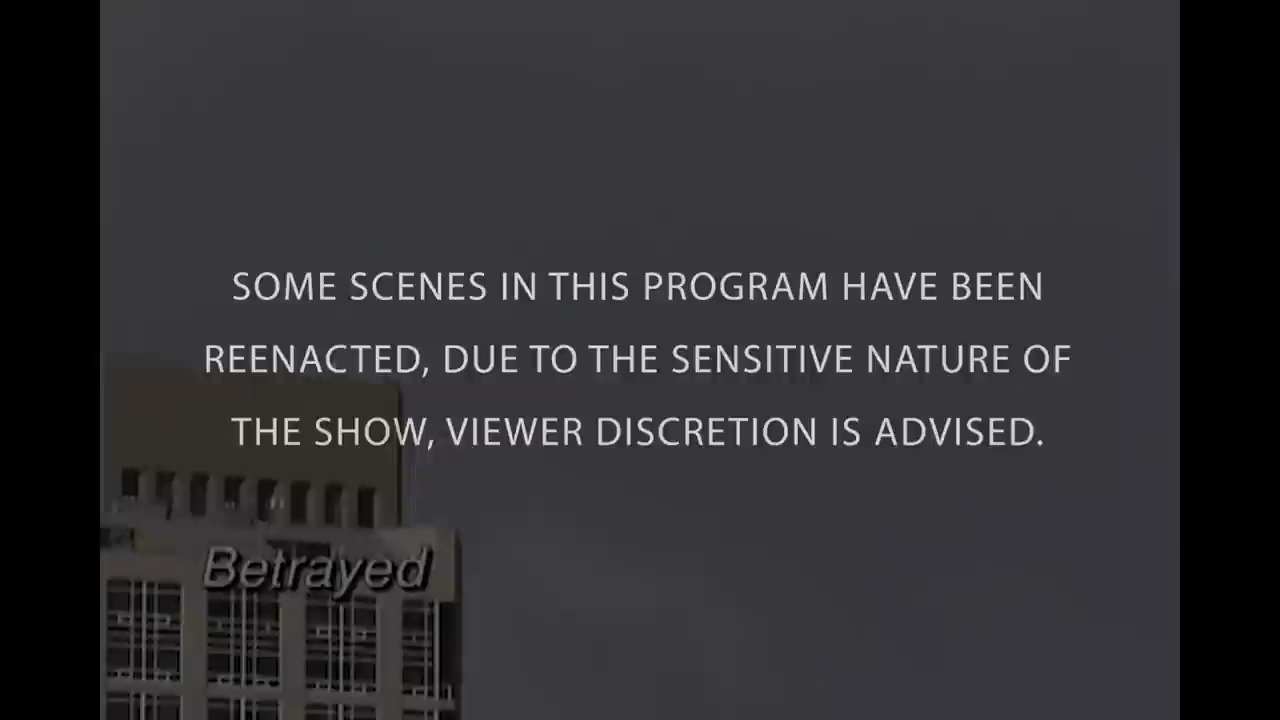 SOME SCENES IN THIS PROGRAM HAVE BEEN
REENACTED, DUE TO THE SENSITIVE NATURE OF
THE SHOW, VIEWER DISCRETION IS ADVISED.
Betrayed